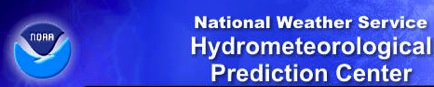 NOAA
National Weather Service
Hydrometeorological
Prediction Center